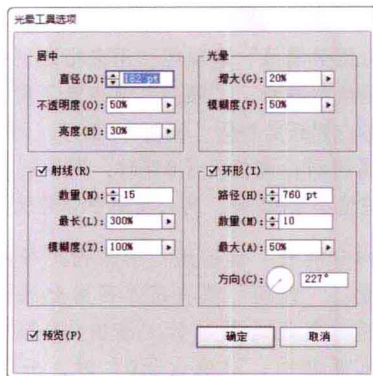 光晕工具选项
居中
直径(D): 182 pt
不透明度(O): 50%
亮度(B): 30%
光晕
增大(G): 20%
模糊度(F): 50%
射线(R)
数量(N): 15
最长(L): 300%
模糊度(Z): 100%
环形(I)
路径(H): 760 pt
数量(M): 10
最大(A): 50%
方向(C): 227°
预览(P)
确定
取消